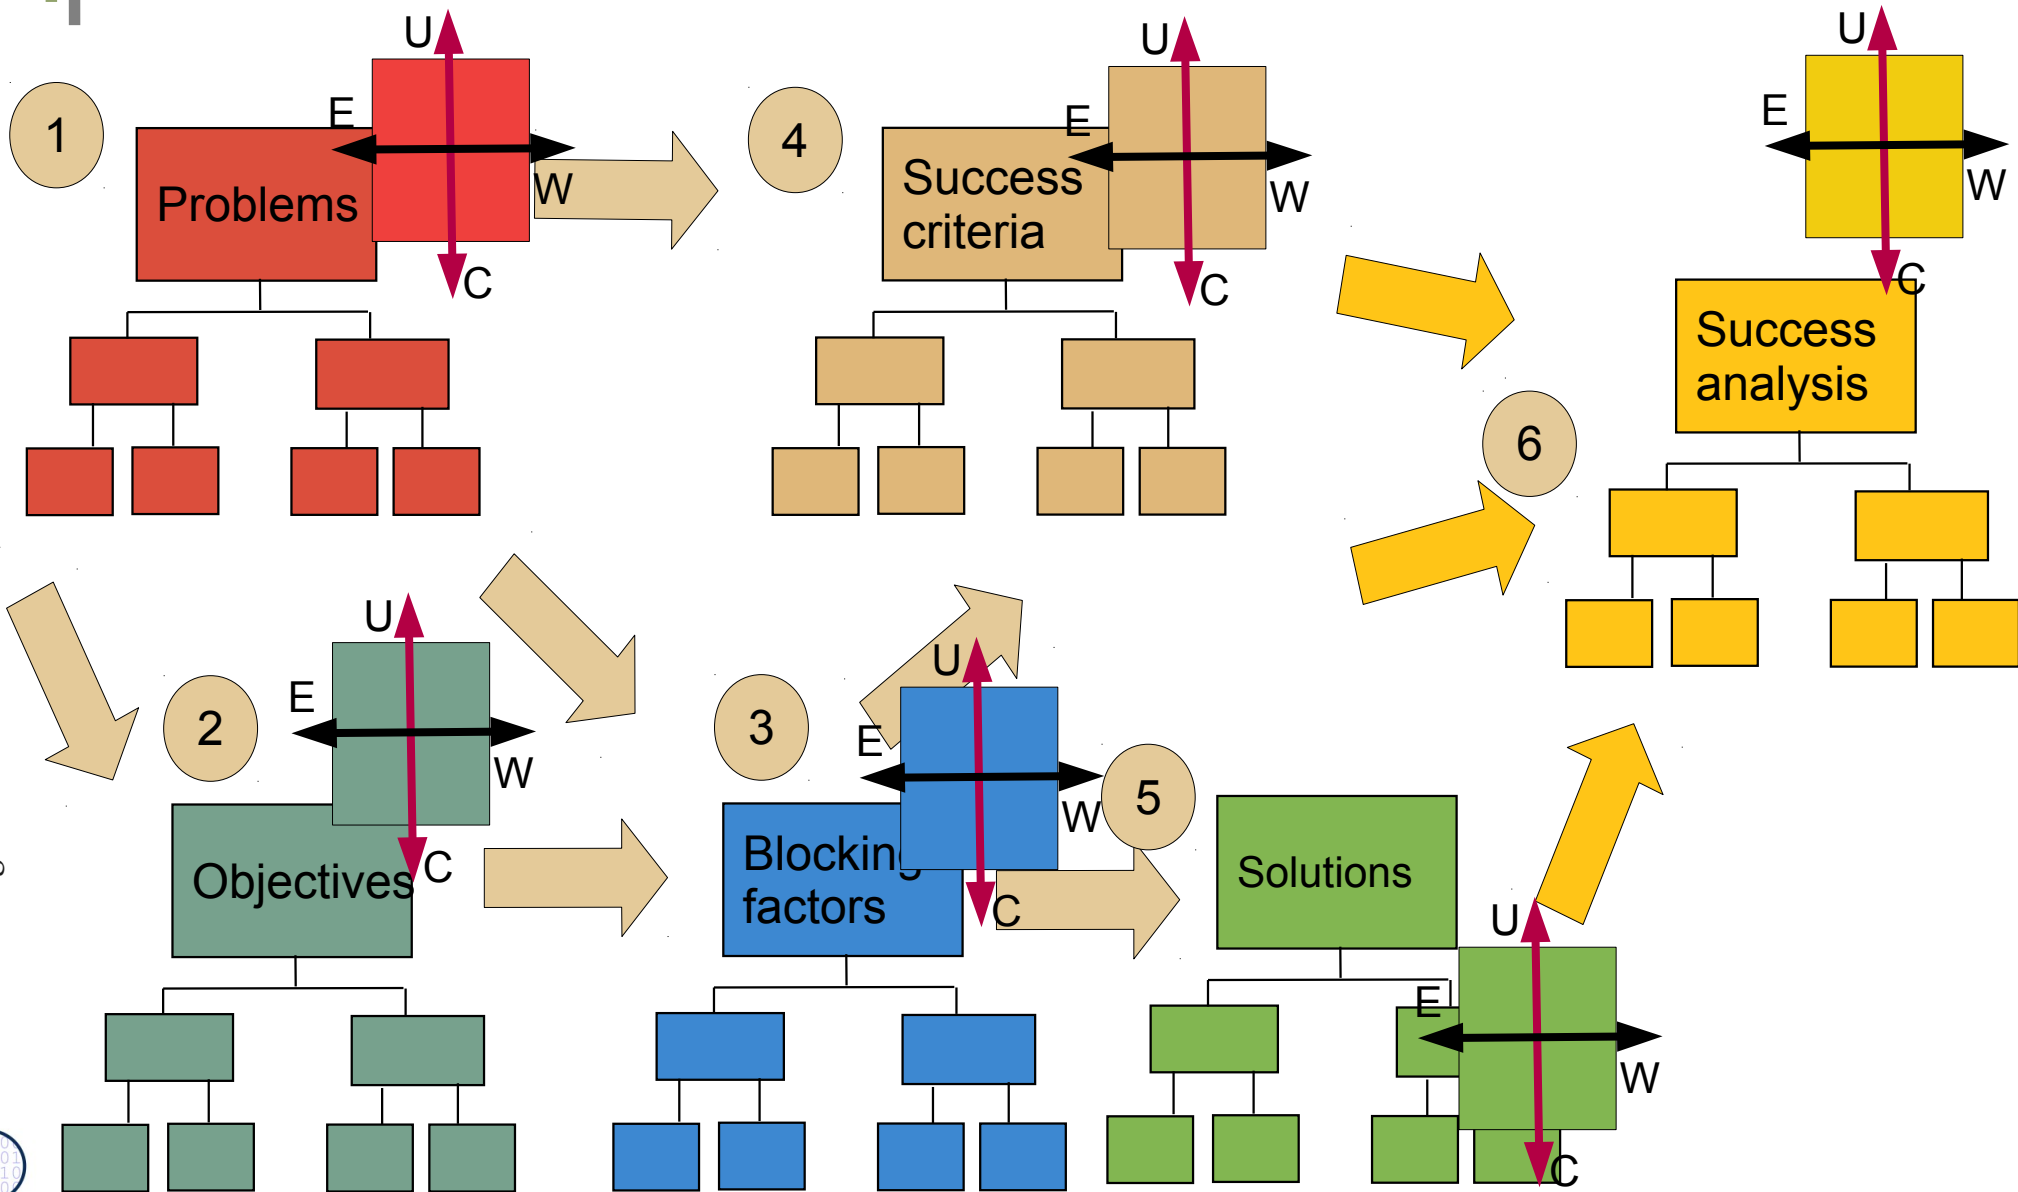 U
E
1
Problems
W
C
U
E
4
Success
criteria
W
C
U
E
W
C
Success
analysis
6
U
E
2
W
Objectives
C
U
3
E
W
5
Blocking
factors
C
Solutions
U
E
W
C